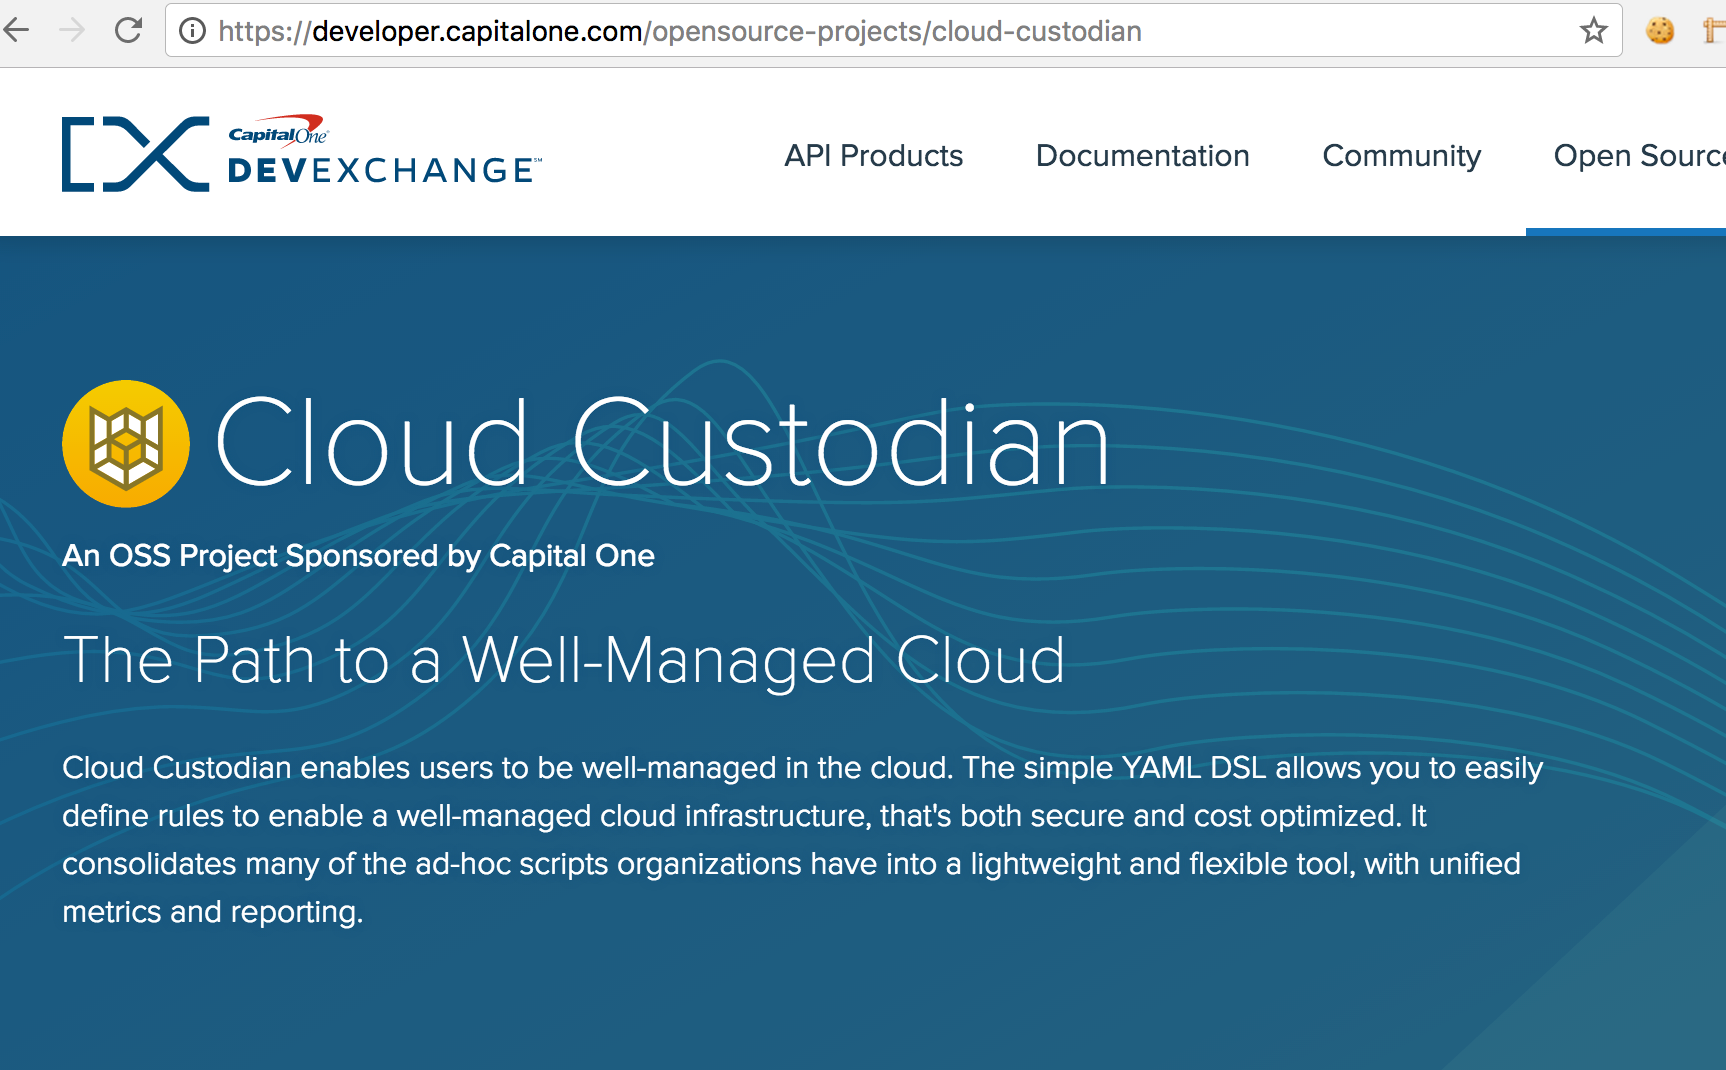 https://developer.capitalone.com/opensource-projects/cloud-custodian
CapitalOne
DEVEXCHANGE℠
API Products
Documentation
Community
Open Sourc
Cloud Custodian
An OSS Project Sponsored by Capital One
The Path to a Well-Managed Cloud
Cloud Custodian enables users to be well-managed in the cloud. The simple YAML DSL allows you to easily
define rules to enable a well-managed cloud infrastructure, that's both secure and cost optimized. It
consolidates many of the ad-hoc scripts organizations have into a lightweight and flexible tool, with unified
metrics and reporting.